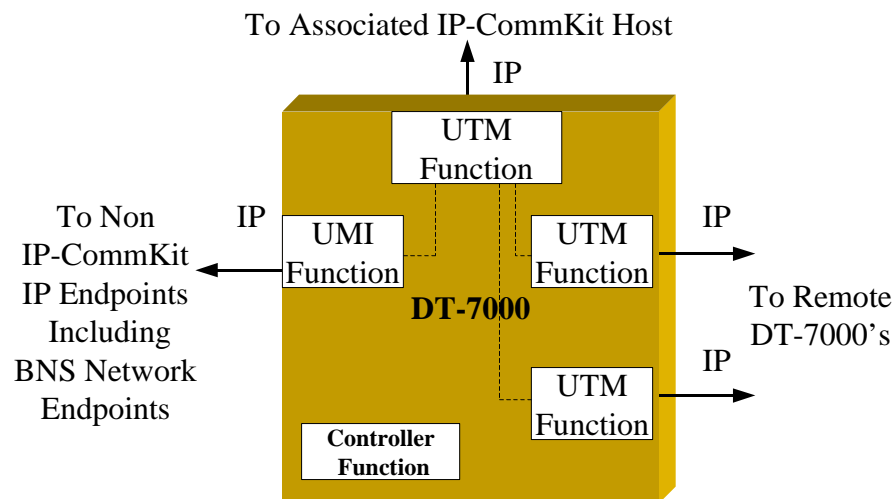 To Associated IP-CommKit Host
IP
UTM
Function
To Non
IP-CommKit
IP Endpoints
Including
BNS Network
Endpoints
IP
UMI
Function
UTM
Function
IP
DT-7000
To Remote
DT-7000's
UTM
Function
IP
Controller
Function